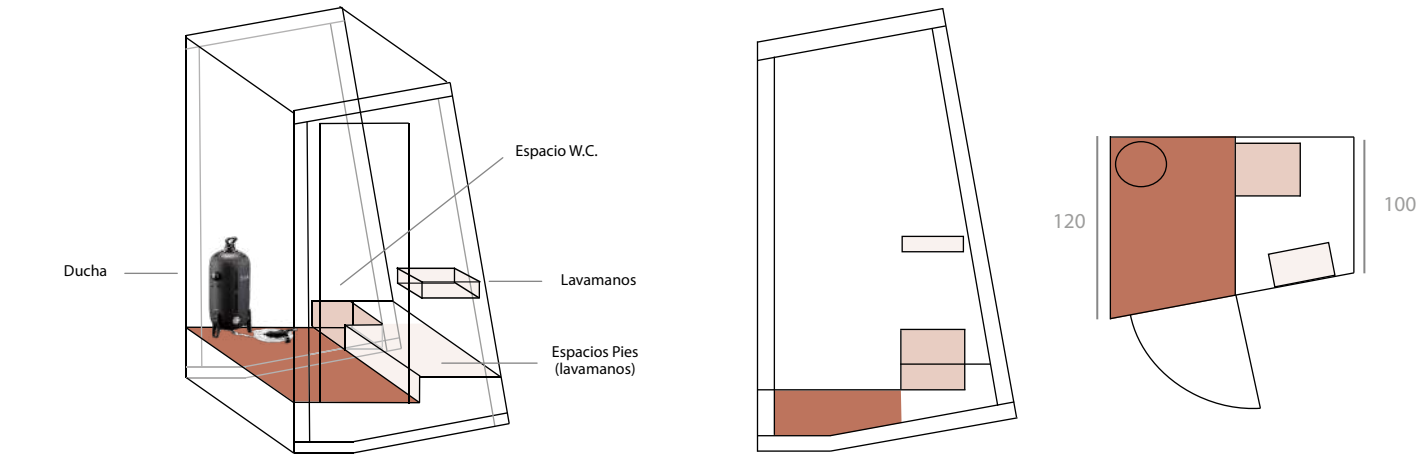 Espacio W.C.
Ducha
Lavamanos
Espacios Pies
(lavamanos)
120
100